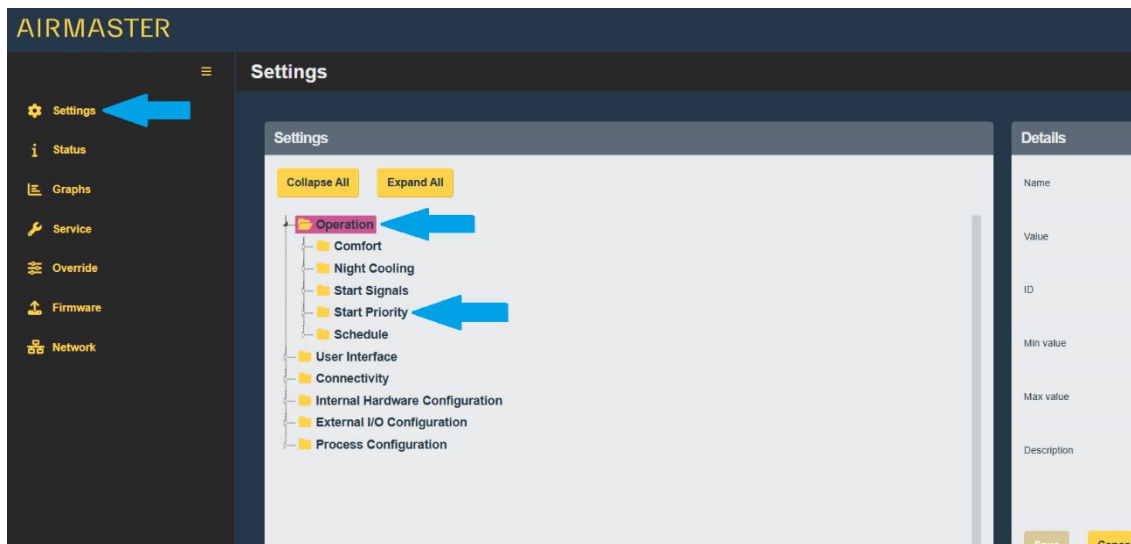 AIRMASTER
Settings
Settings
Status
Graphs
Service
Override
Firmware
Network
Settings
Collapse All Expand All
Operation
Comfort
Night Cooling
Start Signals
Start Priority
Schedule
User Interface
Connectivity
Internal Hardware Configuration
External I/O Configuration
Process Configuration
Details
Name
Value
ID
Min value
Max value
Description